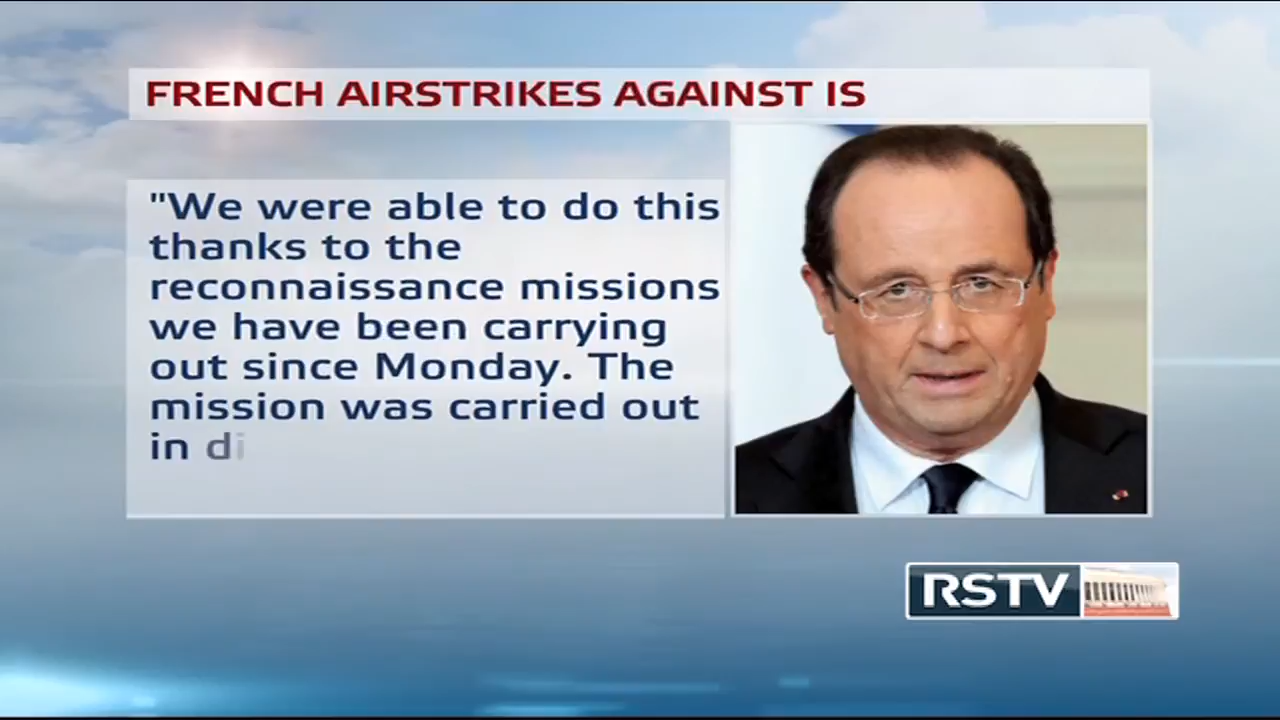 FRENCH AIRSTRIKES AGAINST IS
"We were able to do this
thanks to the
reconnaissance missions
we have been carrying
out since Monday. The
mission was carried out
in di
RSTV